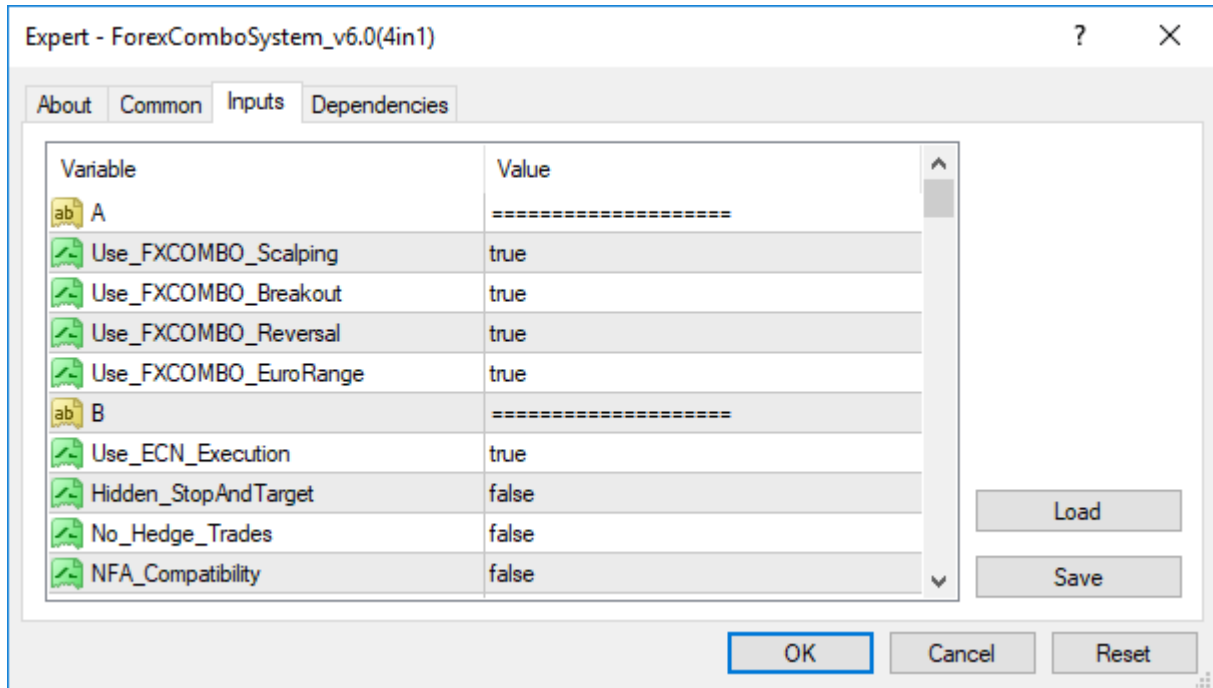 Expert - ForexComboSystem_v6.0(4in1) ? ×
About Common Inputs Dependencies
Variable Value
ab A ====================
Use_FXCOMBO_Scalping true
Use_FXCOMBO_Breakout true
Use_FXCOMBO_Reversal true
Use_FXCOMBO_EuroRange true
ab B ====================
Use_ECN_Execution true
Hidden_StopAndTarget false
No_Hedge_Trades false
NFA_Compatibility false
Load
Save
OK Cancel Reset